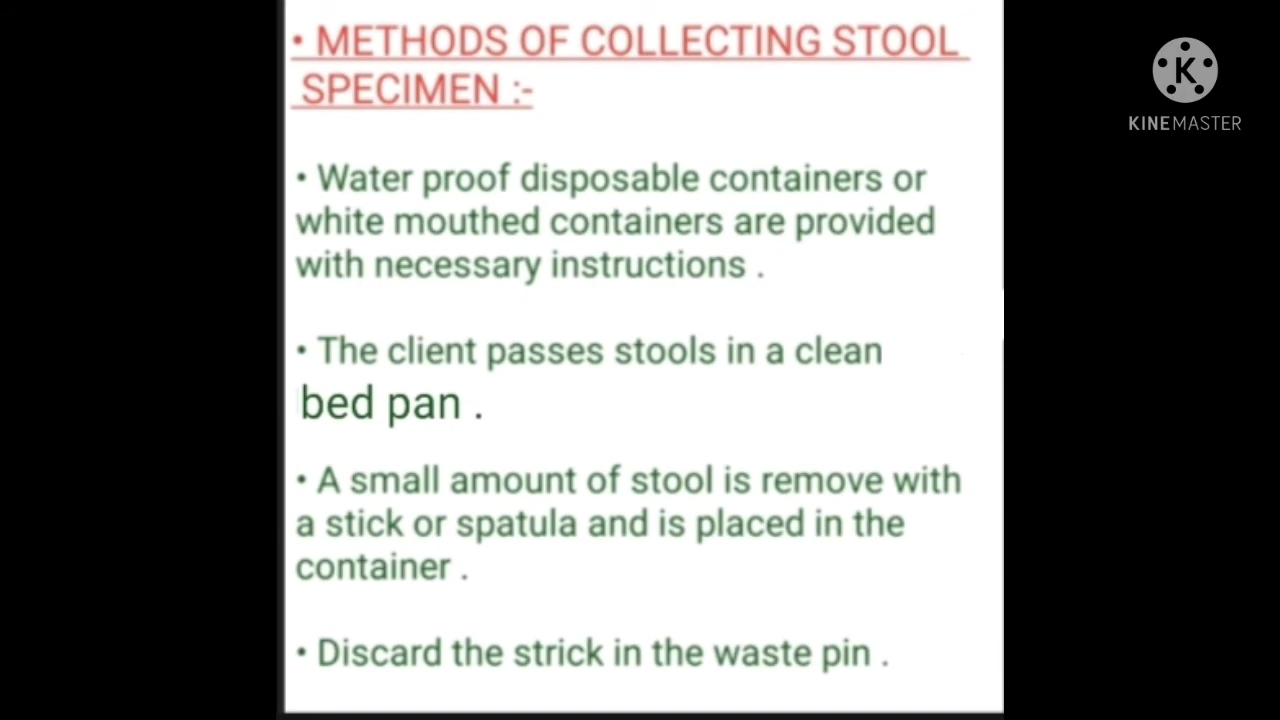 • METHODS OF COLLECTING STOOL
SPECIMEN :-
• Water proof disposable containers or
white mouthed containers are provided
with necessary instructions .
• The client passes stools in a clean
bed pan .
• A small amount of stool is remove with
a stick or spatula and is placed in the
container .
• Discard the strick in the waste pin .
K
KINEMASTER